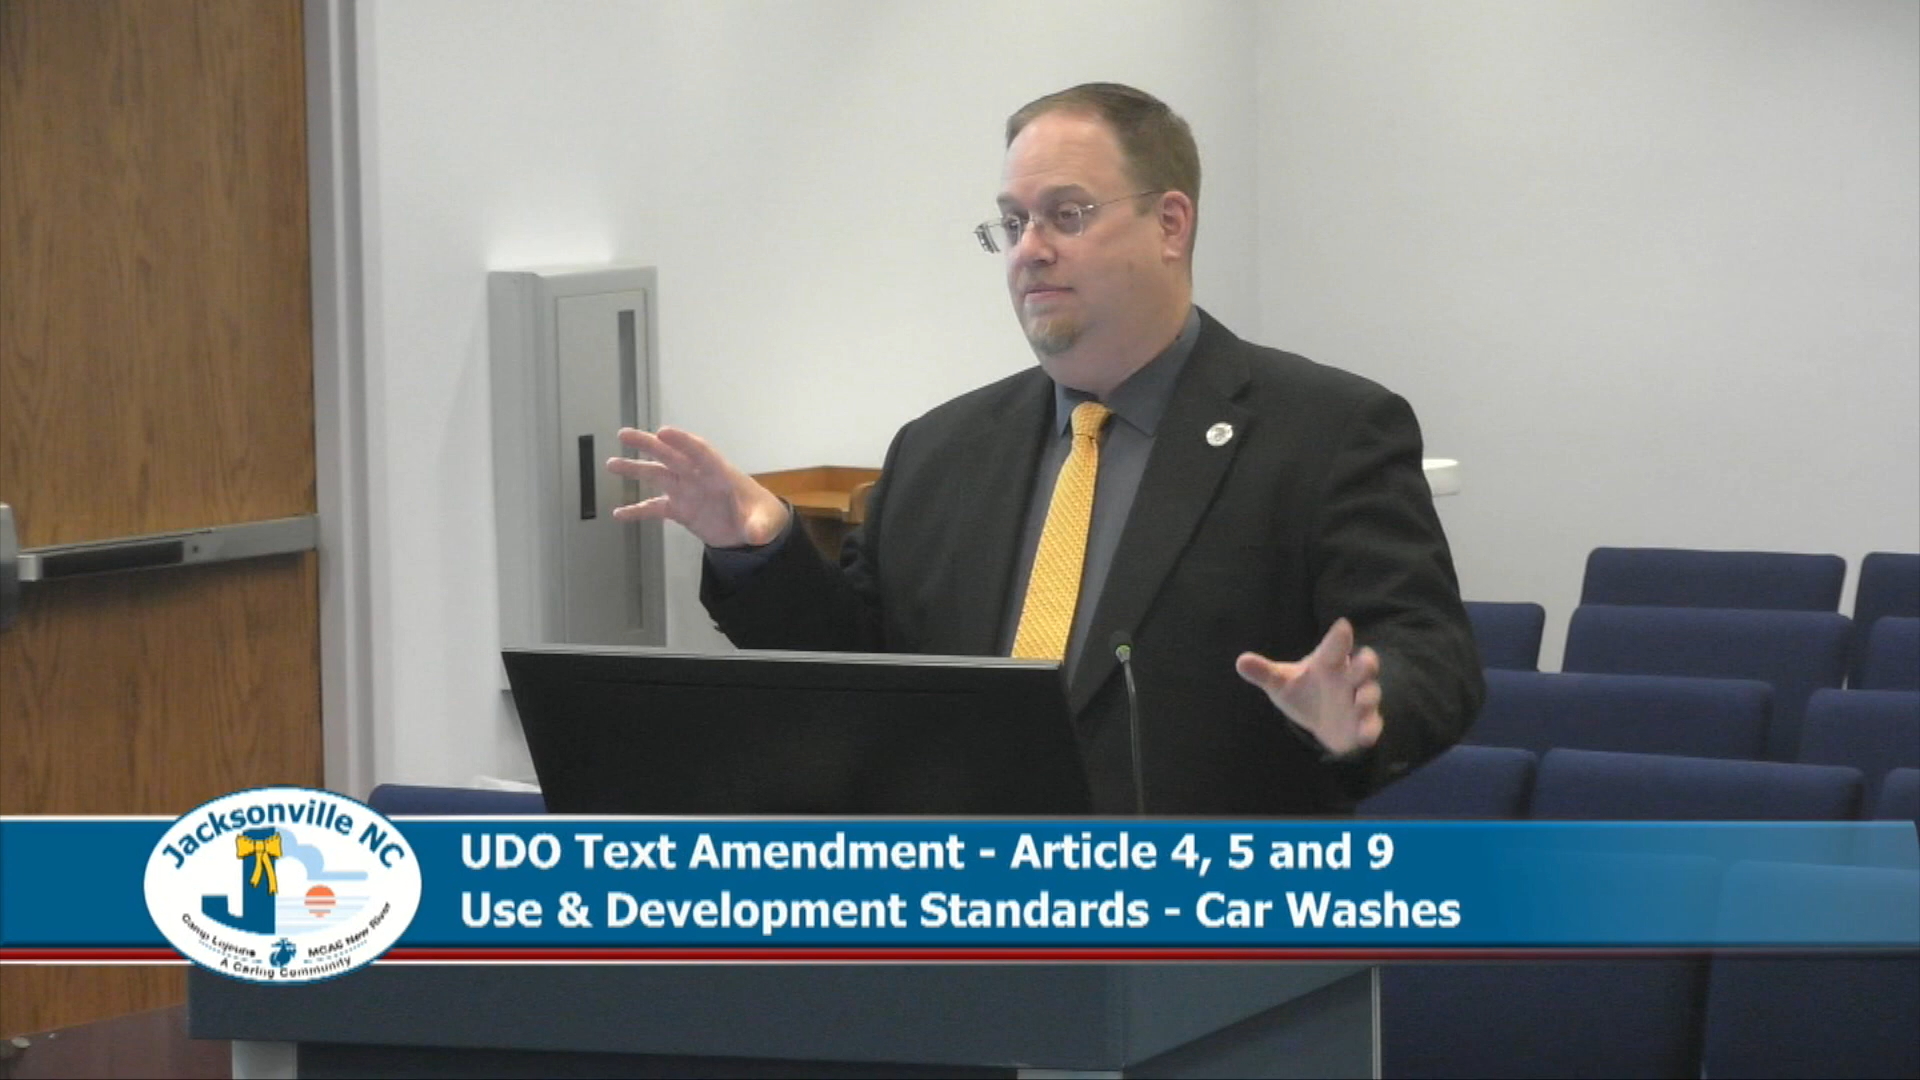 Jacksonville NC
J
Camp Lejeune
MCAS New River
A Caring Community
UDO Text Amendment - Article 4, 5 and 9
Use & Development Standards - Car Washes